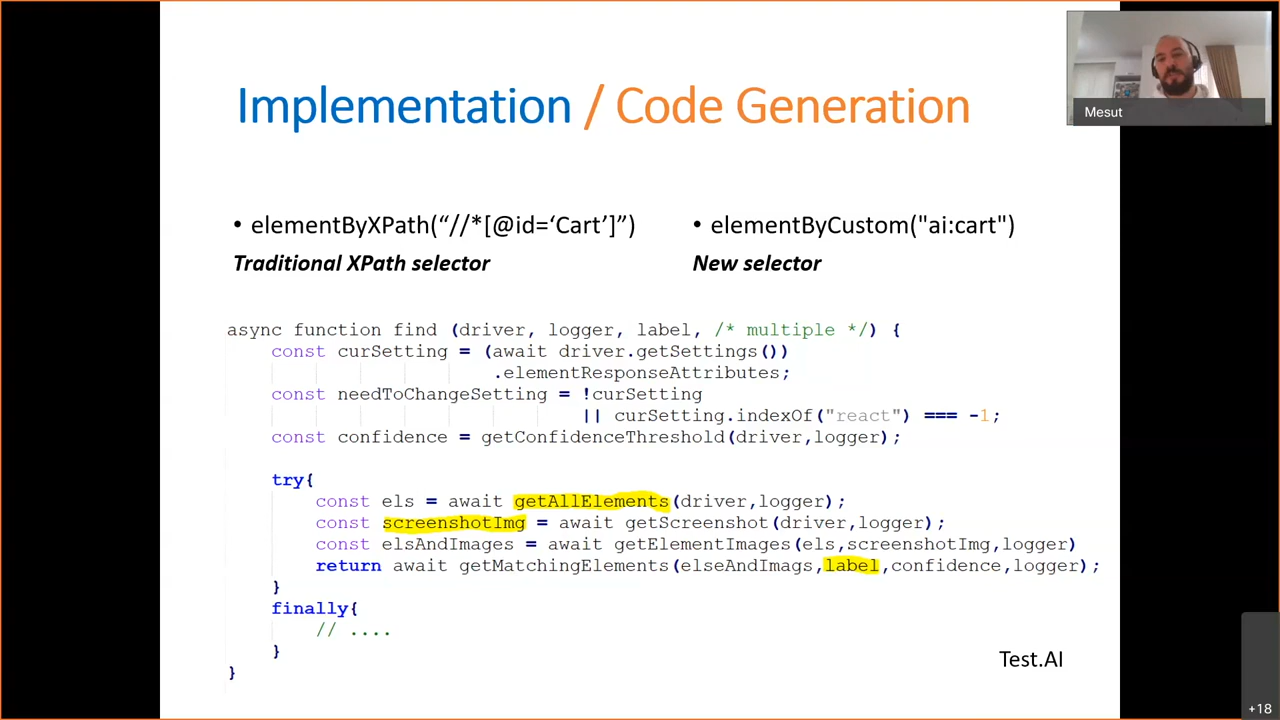 Implementation / Code Generation
Mesut
• elementByXPath(“//*[@id=‘Cart’]”)
Traditional XPath selector
• elementByCustom("ai:cart")
New selector
async function find (driver, logger, label, /* multiple */) {
const curSetting = (await driver.getSettings())
.elementResponseAttributes;
const needToChangeSetting = !curSetting
|| curSetting.indexOf("react") === -1;
const confidence = getConfidenceThreshold(driver,logger);
try{
const els = await getAllElements(driver,logger);
const screenshotImg = await getScreenshot(driver,logger);
const elsAndImages = await getElementImages(els,screenshotImg,logger)
return await getMatchingElements(elseAndImags,label,confidence,logger);
}
finally{
// ....
}
}
Test.AI
+18